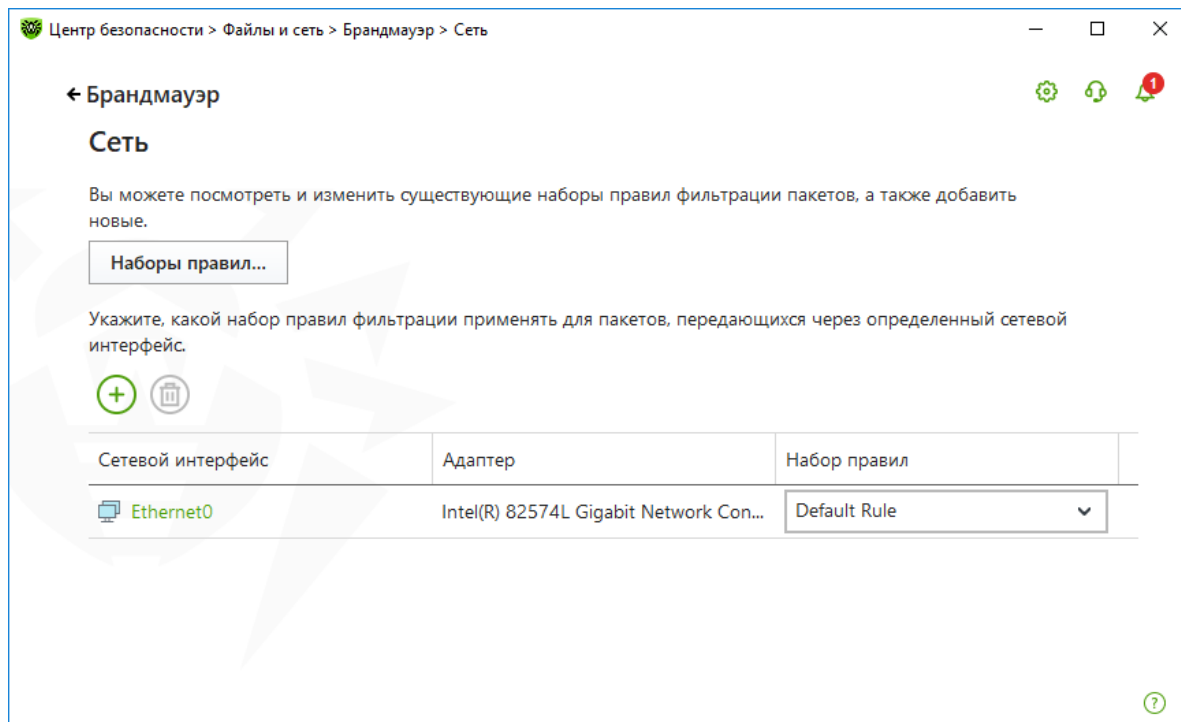 Центр безопасности > Файлы и сеть > Брандмауэр > Сеть
Брандмауэр
1
Сеть
Вы можете посмотреть и изменить существующие наборы правил фильтрации пакетов, а также добавить
новые.
Наборы правил...
Укажите, какой набор правил фильтрации применять для пакетов, передающихся через определенный сетевой
интерфейс.
Сетевой интерфейс Адаптер Набор правил
Ethernet0 Intel(R) 82574L Gigabit Network Con... Default Rule
?